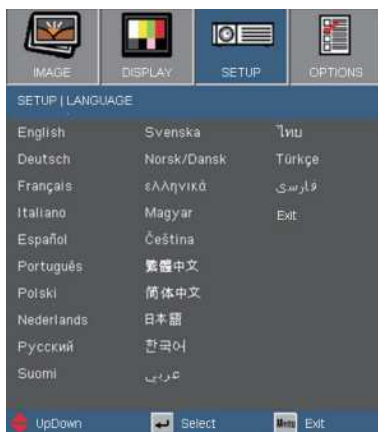 IMAGE DISPLAY SETUP OPTIONS
SETUP | LANGUAGE
English Svenska ไทย
Deutsch Norsk/Dansk Türkçe
Français ελληνικά فارسی
Italiano Magyar Exit
Español Čeština
Português 繁體中文
Polski 简体中文
Nederlands 日本語
Русский 한국어
Suomi عربي
UpDown Select Menu Exit